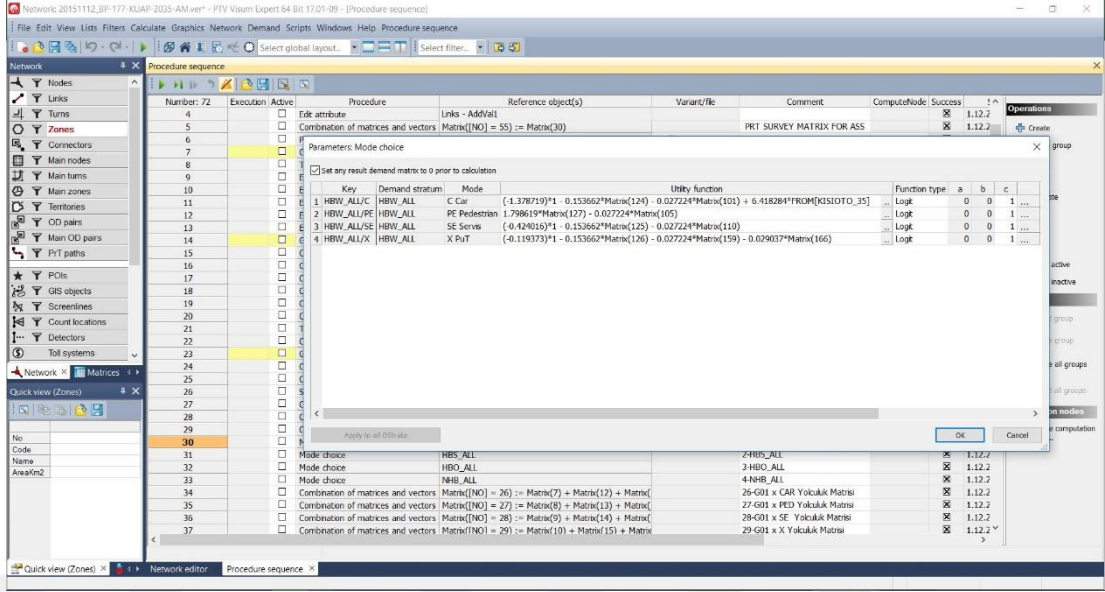 Network: 20151112_BP-177-KUAP-2035-AM.ver* - PTV Visum Expert 64 Bit 17.01-09 - [Procedure sequence]
File Edit View Lists Filters Calculate Graphics Network Demand Scripts Windows Help Procedure sequence
Select global layout... Select filter...
Network
Nodes
Links
Turns
Zones
Connectors
Main nodes
Main turns
Main zones
Territories
OD pairs
Main OD pairs
PrT paths
POIs
GIS objects
Screenlines
Count locations
Detectors
Toll systems
Network × Matrices
Quick view (Zones)
No
Code
Name
AreaKm2
Procedure sequence
Number: 72 Execution Active Procedure Reference object(s) Variant/file Comment ComputeNode Success
4 Edit attribute Links - AddVal1 1.12.2
5 Combination of matrices and vectors Matrix([NO] = 55) := Matrix(30) PRT SURVEY MATRIX FOR ASS 1.12.2
6
7
8
9
10
11
12
13
14
15
16
17
18
19
20
21
22
23
24
25
26
27
28
29
30
Parameters: Mode choice
Set any result demand matrix to 0 prior to calculation
Key Demand stratum Mode Utility function Function type a b c
1 HBW_ALL/C HBW_ALL C Car (-1.378719)*1 - 0.153662*Matrix(124) - 0.027224*Matrix(101) + 6.418284*FROM[KISIOTO_35] ... Logit 0 0 1 ...
2 HBW_ALL/PE HBW_ALL PE Pedestrian 1.798619*Matrix(127) - 0.027224*Matrix(105) ... Logit 0 0 1 ...
3 HBW_ALL/SE HBW_ALL SE Servis (-0.424016)*1 - 0.153662*Matrix(125) - 0.027224*Matrix(110) ... Logit 0 0 1 ...
4 HBW_ALL/X HBW_ALL X PuT (-0.119373)*1 - 0.153662*Matrix(126) - 0.027224*Matrix(159) - 0.029037*Matrix(166) ... Logit 0 0 1 ...
Apply to all DStrata OK Cancel
31 Mode choice HBS_ALL 2-HBS_ALL 1.12.2
32 Mode choice HBO_ALL 3-HBO_ALL 1.12.2
33 Mode choice NHB_ALL 4-NHB_ALL 1.12.2
34 Combination of matrices and vectors Matrix([NO] = 26) := Matrix(7) + Matrix(12) + Matrix( 26-G01 x CAR Yolculuk Matrisi 1.12.2
35 Combination of matrices and vectors Matrix([NO] = 27) := Matrix(8) + Matrix(13) + Matrix( 27-G01 x PED Yolculuk Matrisi 1.12.2
36 Combination of matrices and vectors Matrix([NO] = 28) := Matrix(9) + Matrix(14) + Matrix( 28-G01 x SE Yolculuk Matrisi 1.12.2
37 Combination of matrices and vectors Matrix([NO] = 29) := Matrix(10) + Matrix(15) + Matrix 29-G01 x X Yolculuk Matrisi 1.12.2
Operations
Create
group
active
inactive
group
group
all groups
all groups
on nodes
computation
Quick view (Zones) × Network editor Procedure sequence ×